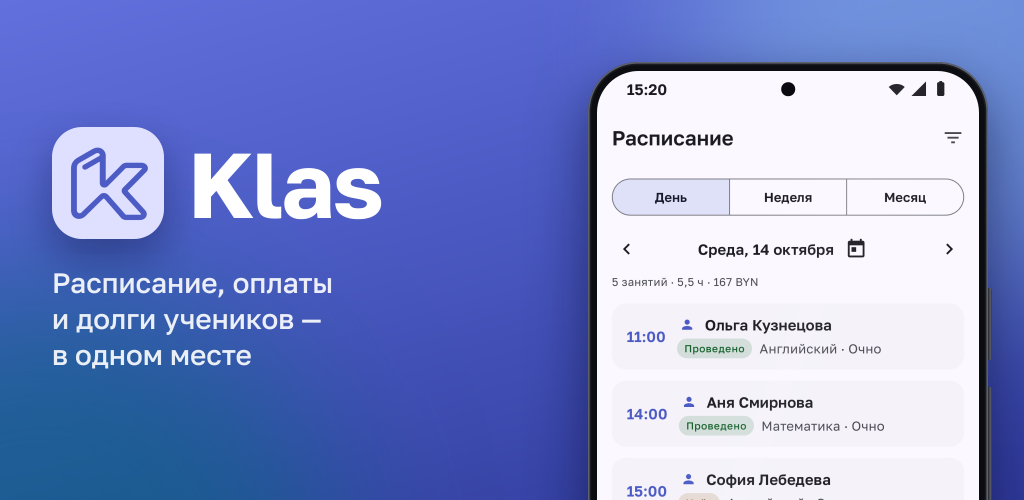 Klas
Расписание, оплаты
и долги учеников —
в одном месте
15:20
Расписание
День Неделя Месяц
Среда, 14 октября
5 занятий · 5,5 ч · 167 BYN
11:00
Ольга Кузнецова
Проведено Английский · Очно
14:00
Аня Смирнова
Проведено Математика · Очно
15:00
София Лебедева